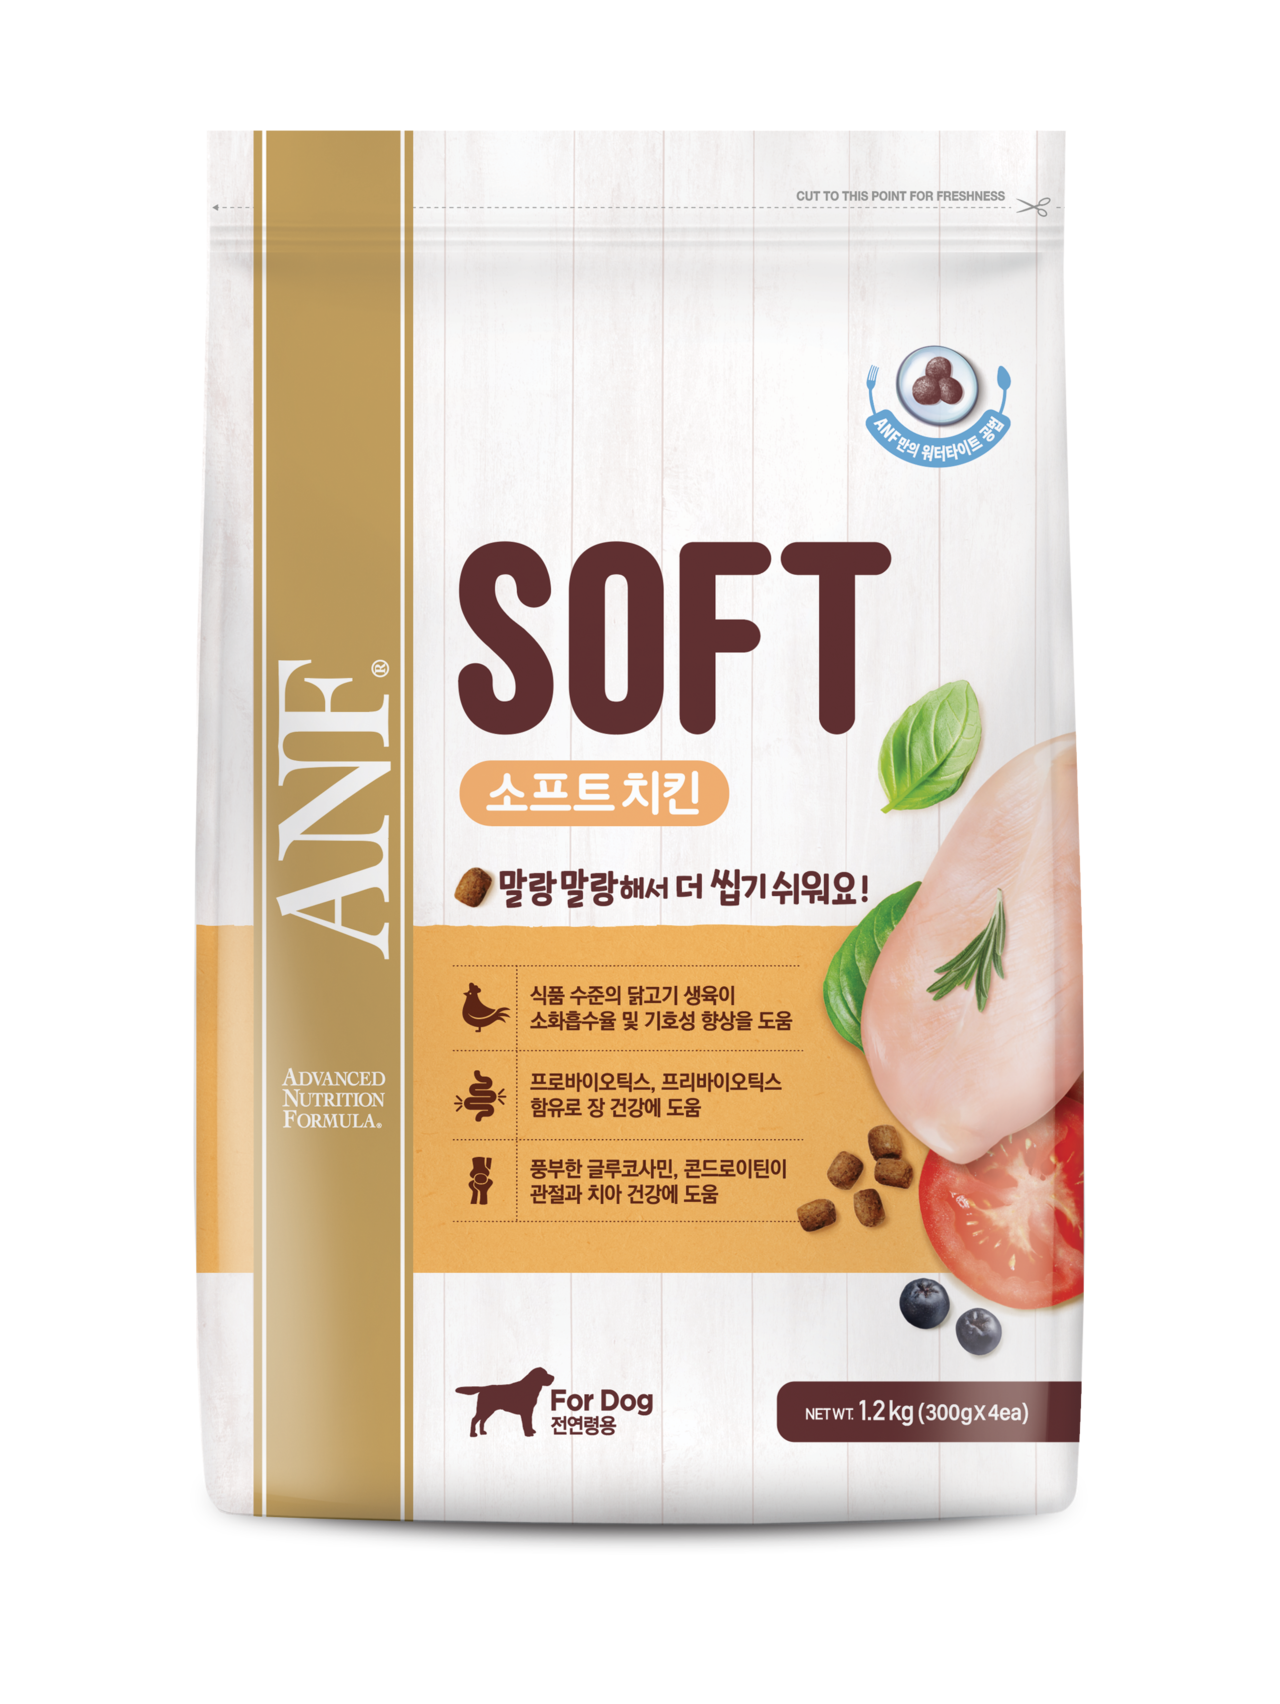 CUT TO THIS POINT FOR FRESHNESS
ANF만의 워터타이트 공법
SOFT
소프트 치킨
말랑말랑해서 더 씹기 쉬워요!
ANF®
ADVANCED
NUTRITION
FORMULA®
식품 수준의 닭고기 생육이
소화흡수율 및 기호성 향상을 도움
프로바이오틱스, 프리바이오틱스
함유로 장 건강에 도움
풍부한 글루코사민, 콘드로이틴이
관절과 치아 건강에 도움
For Dog
전연령용
NET WT. 1.2 kg (300gX4ea)